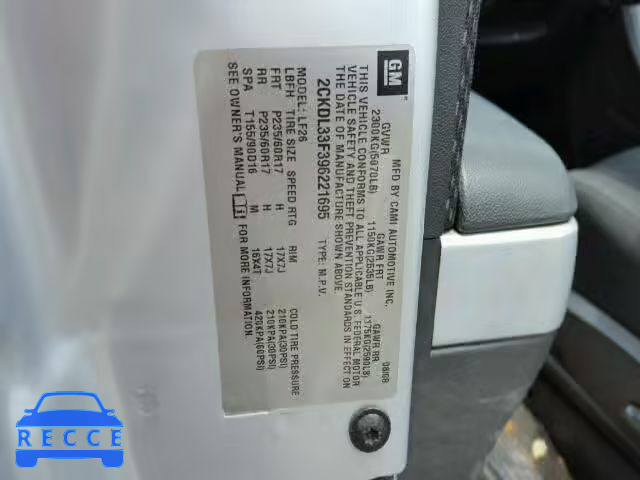 GM
MFD BY CAMI AUTOMOTIVE INC.
08/08
GVWR GAWR FRT GAWR RR
2300KG(5070LB) 1150KG(2536LB) 1175KG(2590LB)
THIS VEHICLE CONFORMS TO ALL APPLICABLE U.S. FEDERAL MOTOR
VEHICLE SAFETY AND THEFT PREVENTION STANDARDS IN EFFECT ON
THE DATE OF MANUFACTURE SHOWN ABOVE.
2CKDL33F396221695 TYPE: M.P.V.
MODEL: LF26
LBFH TIRE SIZE SPEED RTG RIM COLD TIRE PRESSURE
FRT P235/60R17 H 17X7J 210KPA(30PSI)
RR P235/60R17 H 17X7J 210KPA(30PSI)
SPA T155/90D16 M 16X4T 420KPA(60PSI)
SEE OWNER'S MANUAL FOR MORE INFORMATION.
RECCE